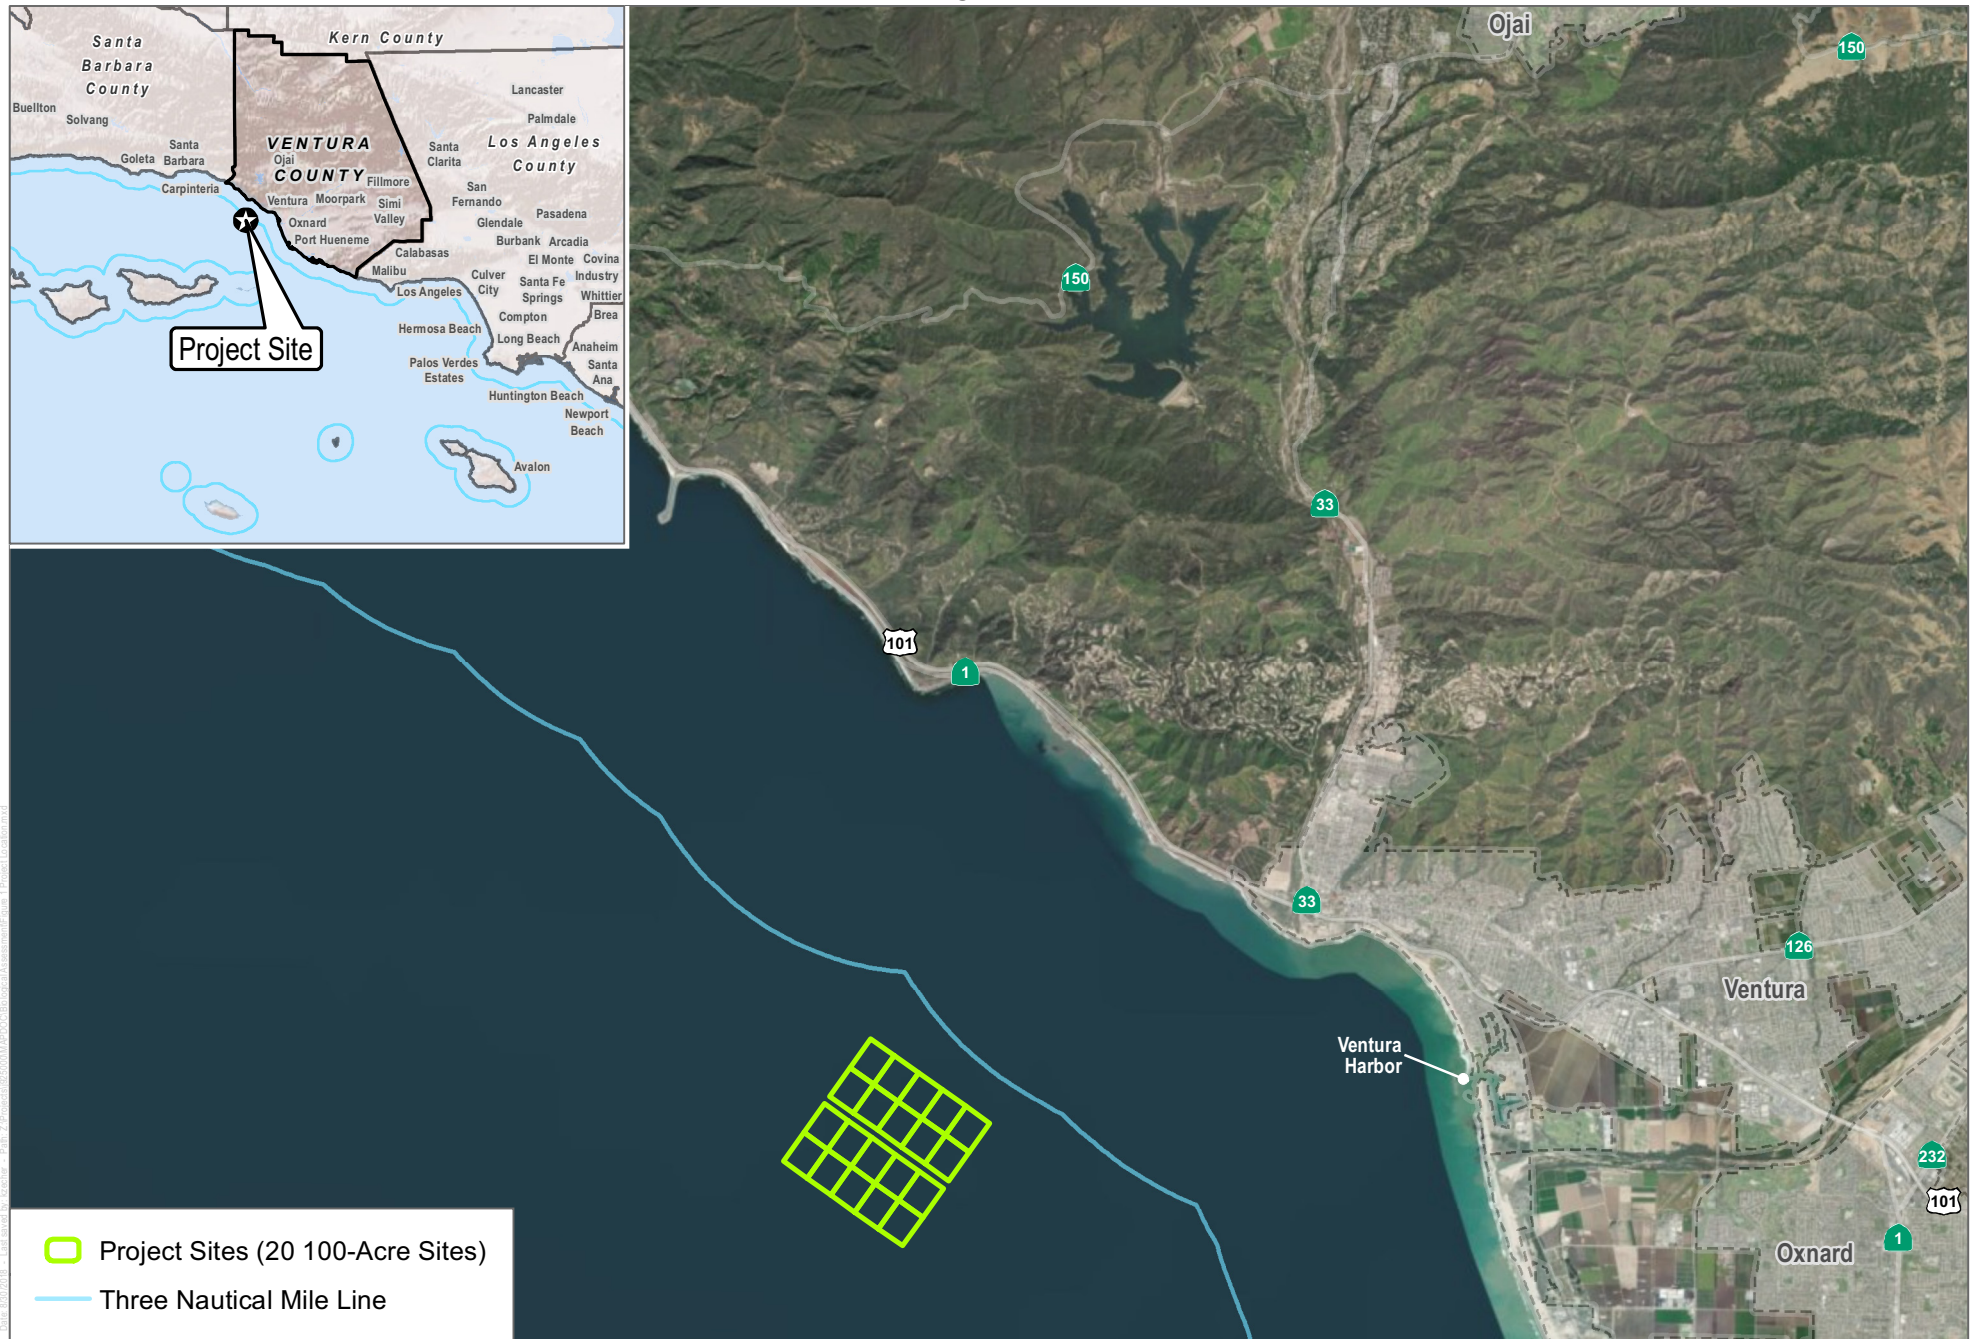 Santa
Barbara
County
Kern County
Buellton
Solvang
Lancaster
Palmdale
Los Angeles
County
Santa
Barbara
Goleta
Carpinteria
VENTURA
COUNTY
Ojai
Fillmore
Ventura
Moorpark
Simi
Valley
Oxnard
Port Hueneme
Santa
Clarita
San
Fernando
Pasadena
Glendale
Burbank
Arcadia
El Monte
Covina
Calabasas
Malibu
Culver
City
Industry
Santa Fe
Springs
Whittier
Los Angeles
Compton
Brea
Hermosa Beach
Long Beach
Anaheim
Palos Verdes
Estates
Santa
Ana
Huntington Beach
Newport
Beach
Avalon
Project Site
Ojai
150
150
33
101
1
33
126
Ventura
Ventura
Harbor
232
101
1
Oxnard
Project Sites (20 100-Acre Sites)
Three Nautical Mile Line